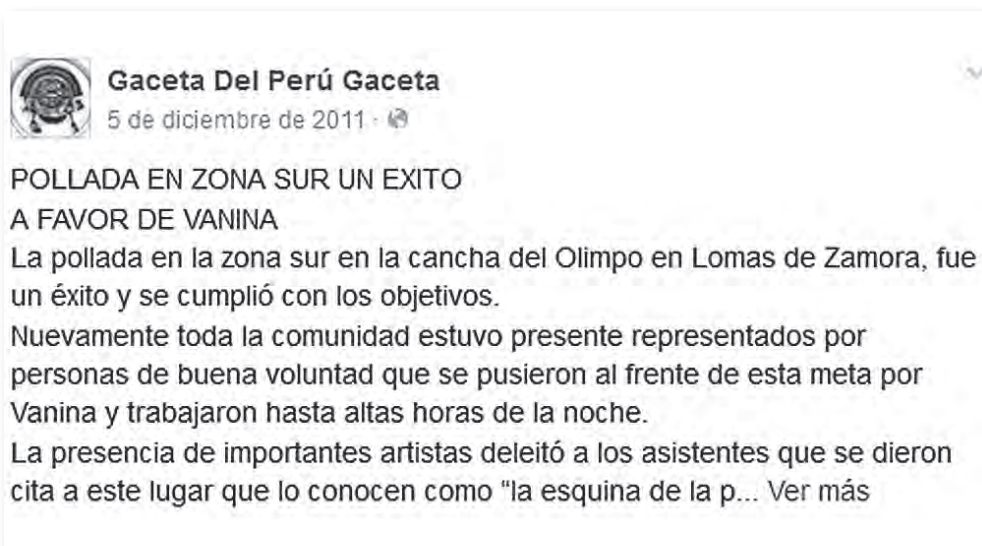 Gaceta Del Perú Gaceta
5 de diciembre de 2011 ·
POLLADA EN ZONA SUR UN EXITO
A FAVOR DE VANINA
La pollada en la zona sur en la cancha del Olimpo en Lomas de Zamora, fue
un éxito y se cumplió con los objetivos.
Nuevamente toda la comunidad estuvo presente representados por
personas de buena voluntad que se pusieron al frente de esta meta por
Vanina y trabajaron hasta altas horas de la noche.
La presencia de importantes artistas deleitó a los asistentes que se dieron
cita a este lugar que lo conocen como “la esquina de la p... Ver más